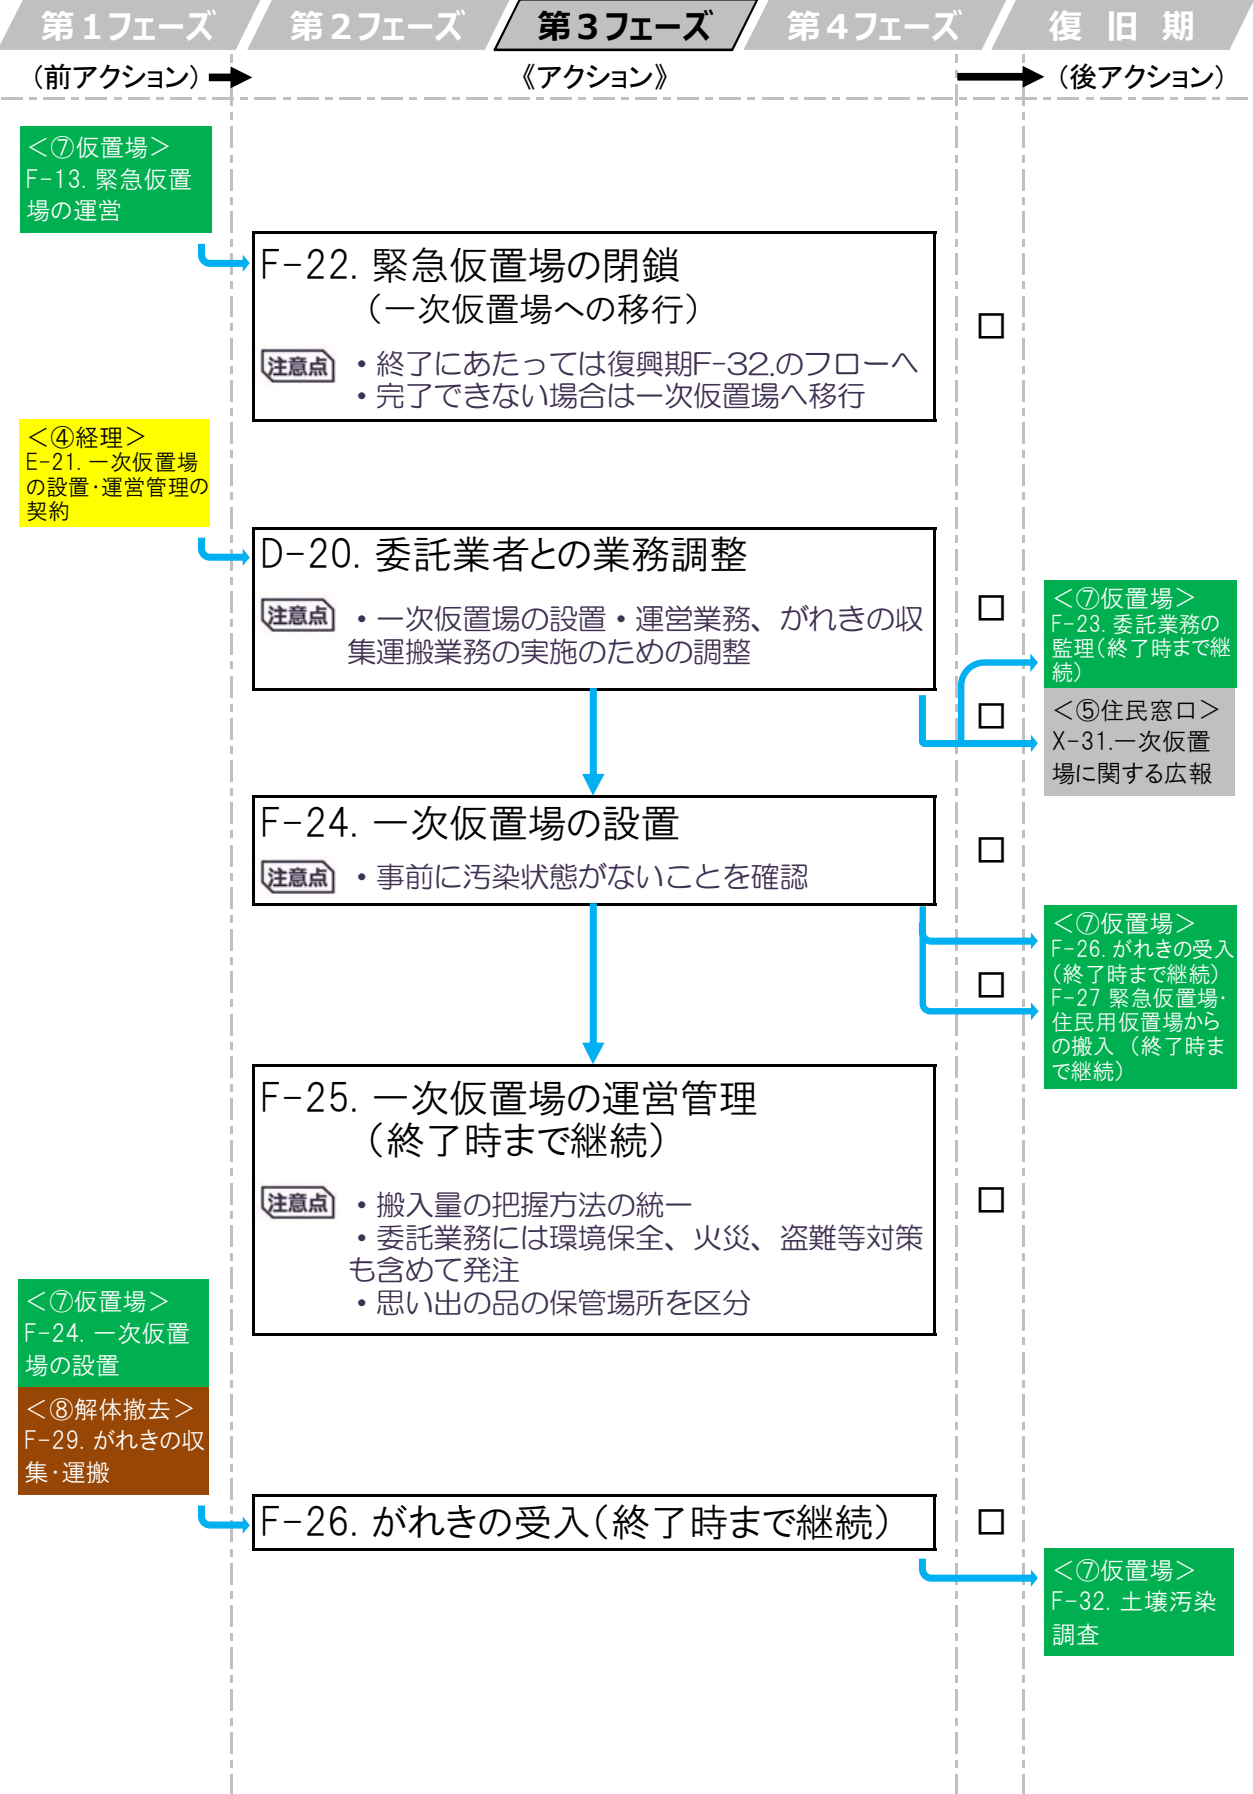 第1フェーズ
第2フェーズ
第3フェーズ
第4フェーズ
復 旧 期
(前アクション)
《アクション》
(後アクション)
＜⑦仮置場＞
F-13. 緊急仮置
場の運営
F-22. 緊急仮置場の閉鎖
（一次仮置場への移行）
注意点
・終了にあたっては復興期F-32.のフローへ
・完了できない場合は一次仮置場へ移行
＜④経理＞
E-21. 一次仮置場
の設置・運営管理の
契約
D-20. 委託業者との業務調整
注意点
・一次仮置場の設置・運営業務、がれきの収
集運搬業務の実施のための調整
＜⑦仮置場＞
F-23. 委託業務の
監理（終了時まで継
続）
＜⑤住民窓口＞
X-31.一次仮置
場に関する広報
F-24. 一次仮置場の設置
注意点
・事前に汚染状態がないことを確認
＜⑦仮置場＞
F-26. がれきの受入
（終了時まで継続）
F-27 緊急仮置場・
住民用仮置場から
の搬入 （終了時ま
で継続）
F-25. 一次仮置場の運営管理
（終了時まで継続）
注意点
・搬入量の把握方法の統一
・委託業務には環境保全、火災、盗難等対策
も含めて発注
・思い出の品の保管場所を区分
＜⑦仮置場＞
F-24. 一次仮置
場の設置
＜⑧解体撤去＞
F-29. がれきの収
集・運搬
F-26. がれきの受入（終了時まで継続）
＜⑦仮置場＞
F-32. 土壌汚染
調査